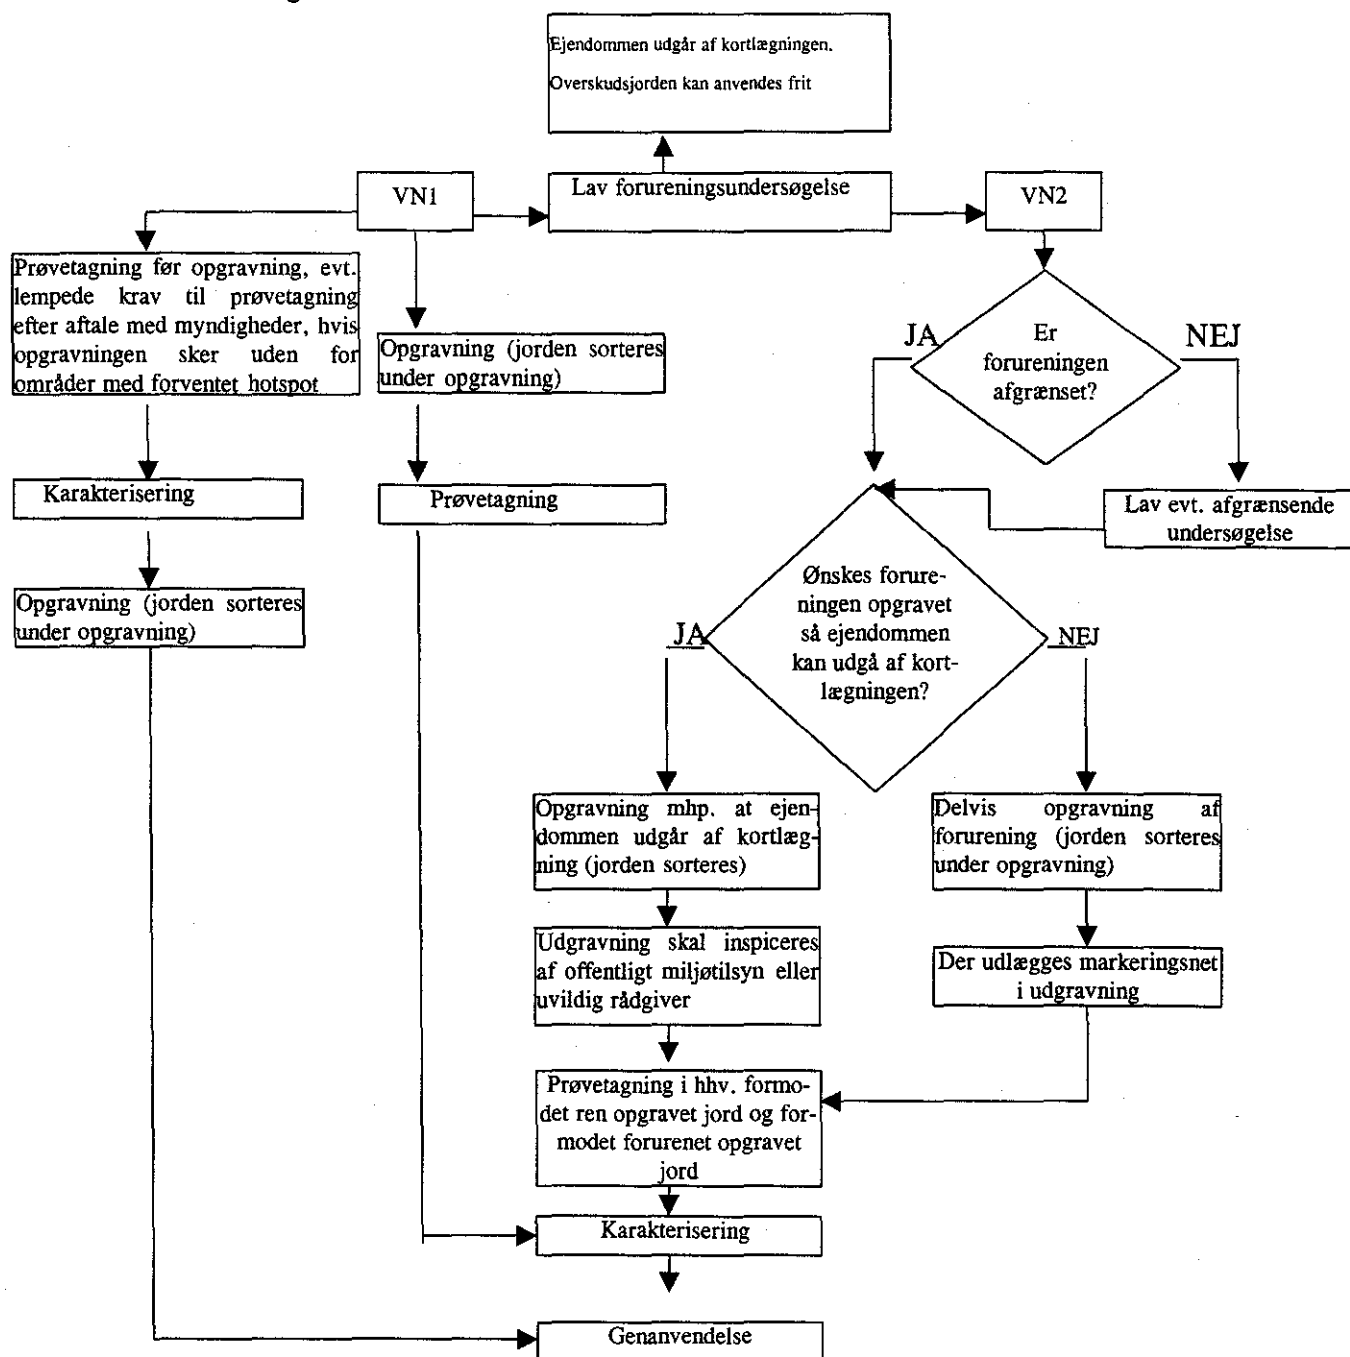 Ejendommen udgår af kortlægningen.
Overskudsjorden kan anvendes frit
VN1
Lav forureningsundersøgelse
VN2
Prøvetagning før opgravning, evt.
lempede krav til prøvetagning
efter aftale med myndigheder, hvis
opgravningen sker uden for
områder med forventet hotspot
Opgravning (jorden sorteres
under opgravning)
JA
Er
forureningen
afgrænset?
NEJ
Karakterisering
Prøvetagning
Lav evt. afgrænsende
undersøgelse
Opgravning (jorden sorteres
under opgravning)
JA
Ønskes forure-
ningen opgravet
så ejendommen
kan udgå af kort-
lægningen?
NEJ
Opgravning mhp. at ejen-
dommen udgår af kortlæg-
ning (jorden sorteres)
Delvis opgravning af
forurening (jorden sorteres
under opgravning)
Udgravning skal inspiceres
af offentligt miljøtilsyn eller
uvildig rådgiver
Der udlægges markeringsnet
i udgravning
Prøvetagning i hhv. formo-
det ren opgravet jord og for-
modet forurenet opgravet
jord
Karakterisering
Genanvendelse